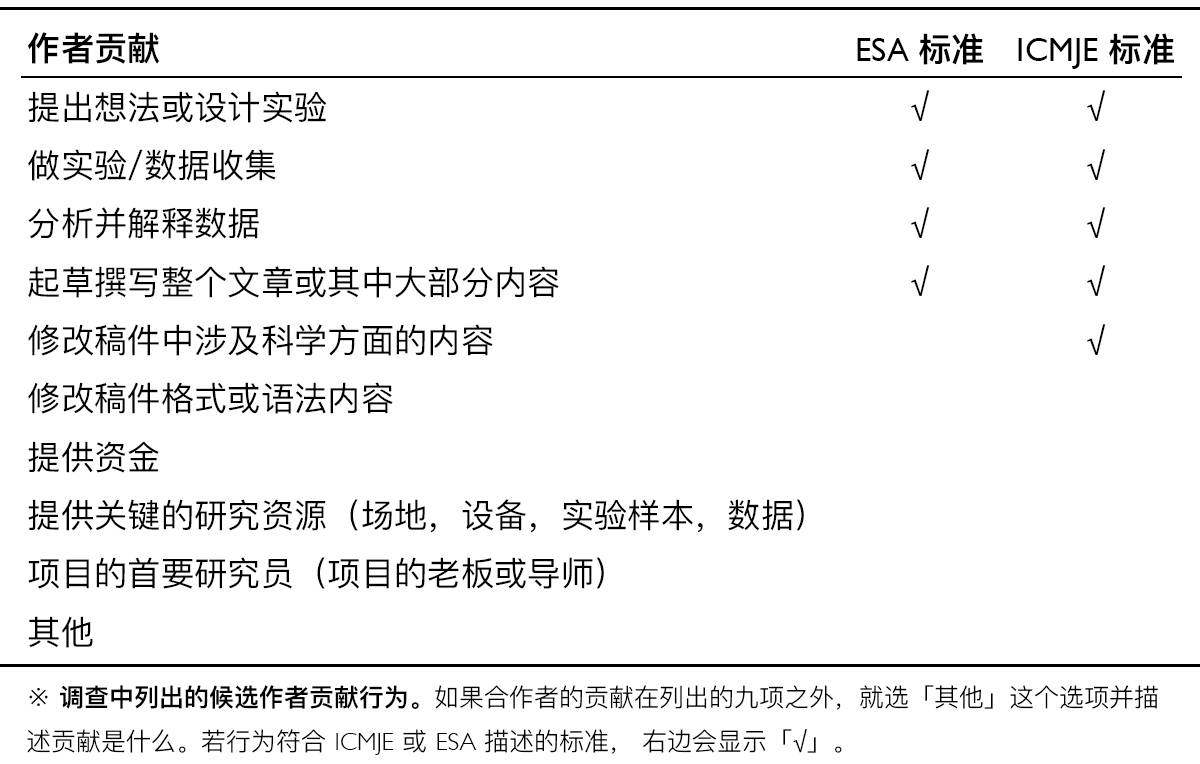 作者贡献 ESA 标准 ICMJE 标准
提出想法或设计实验 √ √
做实验/数据收集 √ √
分析并解释数据 √ √
起草撰写整个文章或其中大部分内容 √ √
修改稿件中涉及科学方面的内容 √
修改稿件格式或语法内容
提供资金
提供关键的研究资源（场地，设备，实验样本，数据）
项目的首要研究员（项目的老板或导师）
其他
※ 调查中列出的候选作者贡献行为。如果合作者的贡献在列出的九项之外，就选「其他」这个选项并描
述贡献是什么。若行为符合 ICMJE 或 ESA 描述的标准， 右边会显示「√」。